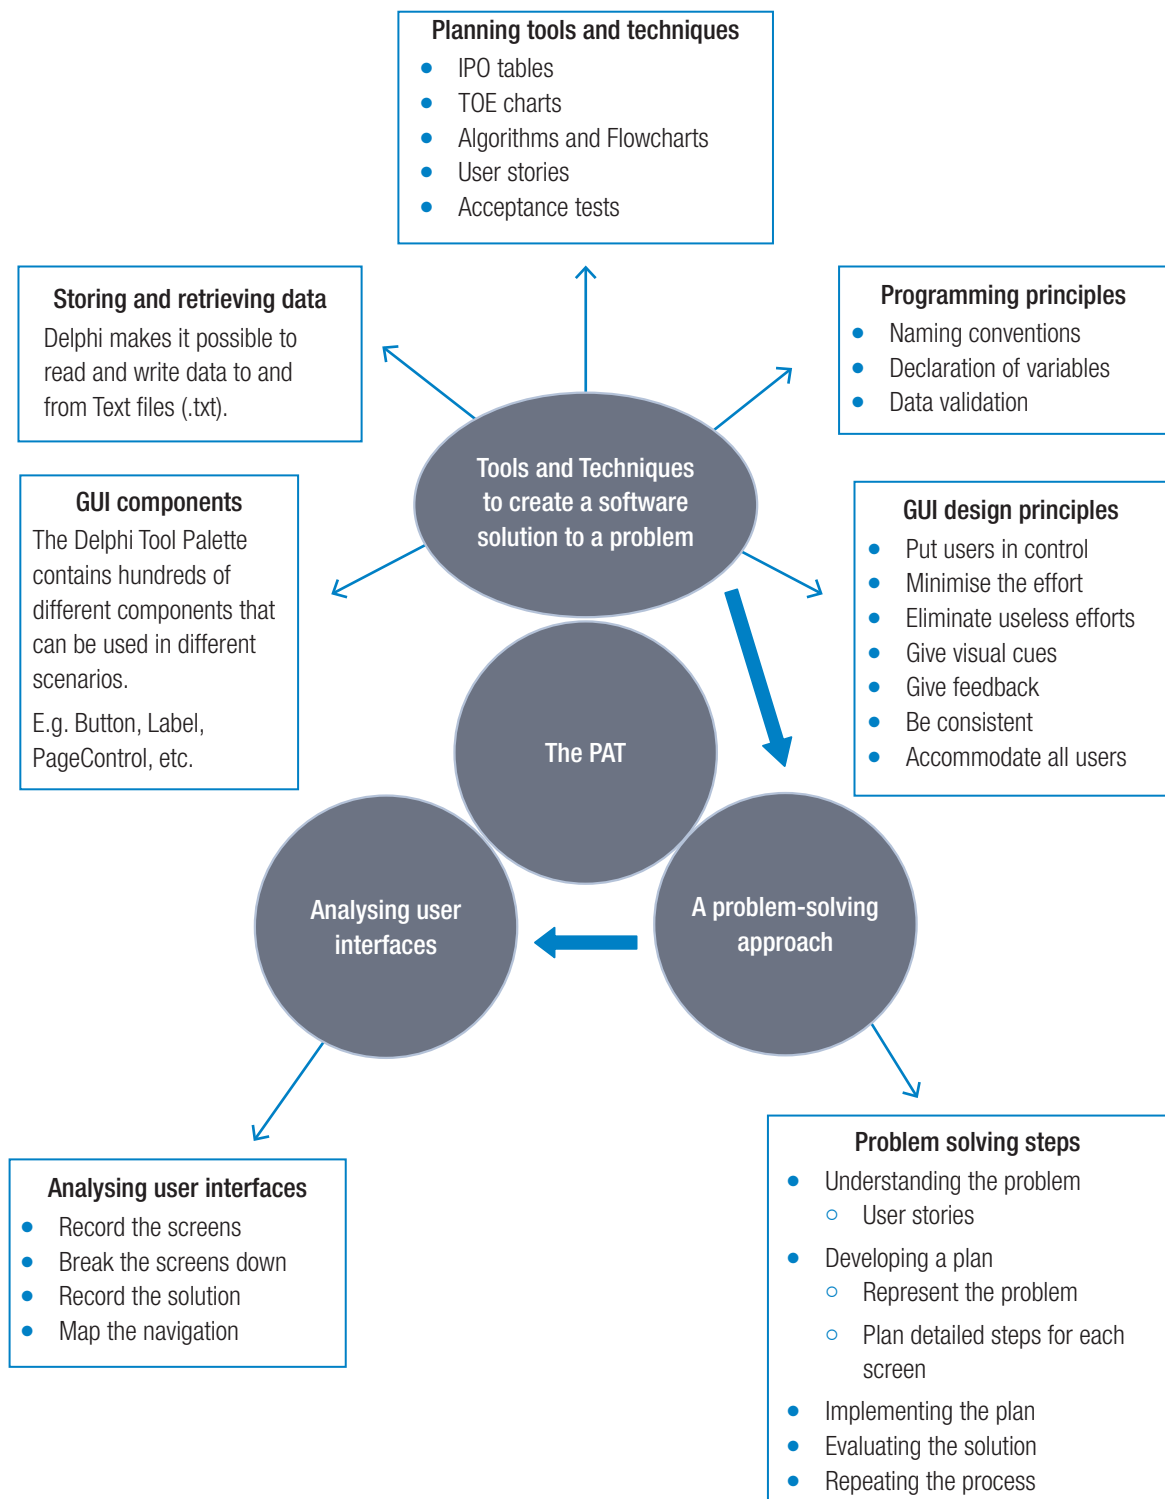 Planning tools and techniques
• IPO tables
• TOE charts
• Algorithms and Flowcharts
• User stories
• Acceptance tests
Storing and retrieving data
Delphi makes it possible to
read and write data to and
from Text files (.txt).
Programming principles
• Naming conventions
• Declaration of variables
• Data validation
Tools and Techniques
to create a software
solution to a problem
GUI components
The Delphi Tool Palette
contains hundreds of
different components that
can be used in different
scenarios.
E.g. Button, Label,
PageControl, etc.
GUI design principles
• Put users in control
• Minimise the effort
• Eliminate useless efforts
• Give visual cues
• Give feedback
• Be consistent
• Accommodate all users
The PAT
Analysing user
interfaces
A problem-solving
approach
Analysing user interfaces
• Record the screens
• Break the screens down
• Record the solution
• Map the navigation
Problem solving steps
• Understanding the problem
○ User stories
• Developing a plan
○ Represent the problem
○ Plan detailed steps for each
screen
• Implementing the plan
• Evaluating the solution
• Repeating the process